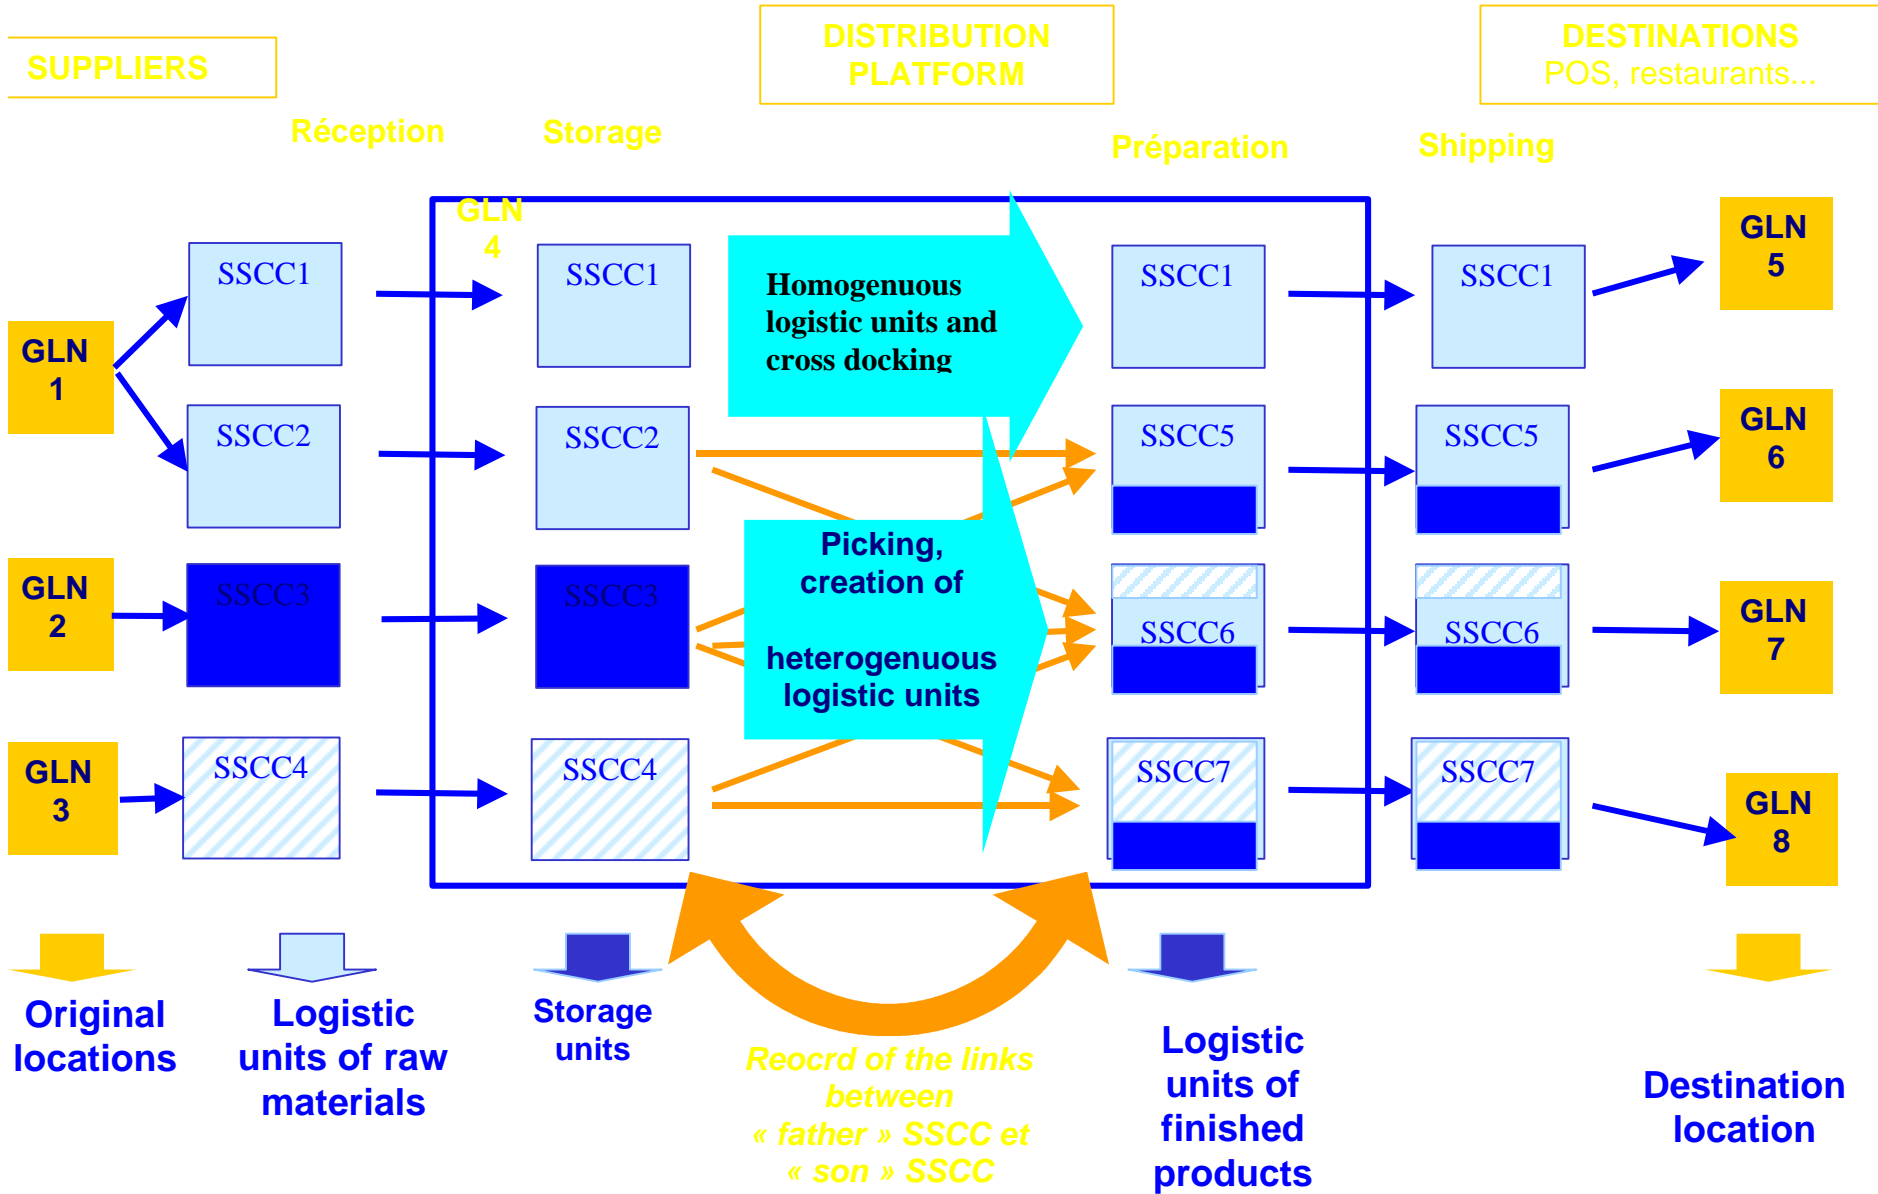 SUPPLIERS
DISTRIBUTION
PLATFORM
DESTINATIONS
POS, restaurants...
Réception
Storage
Préparation
Shipping
GLN
4
GLN
1
GLN
2
GLN
3
SSCC1
SSCC2
SSCC3
SSCC4
SSCC1
SSCC2
SSCC3
SSCC4
Homogenuous
logistic units and
cross docking
Picking,
creation of
heterogenuous
logistic units
SSCC1
SSCC5
SSCC6
SSCC7
SSCC1
SSCC5
SSCC6
SSCC7
GLN
5
GLN
6
GLN
7
GLN
8
Original
locations
Logistic
units of raw
materials
Storage
units
Reocrd of the links
between
« father » SSCC et
« son » SSCC
Logistic
units of
finished
products
Destination
location